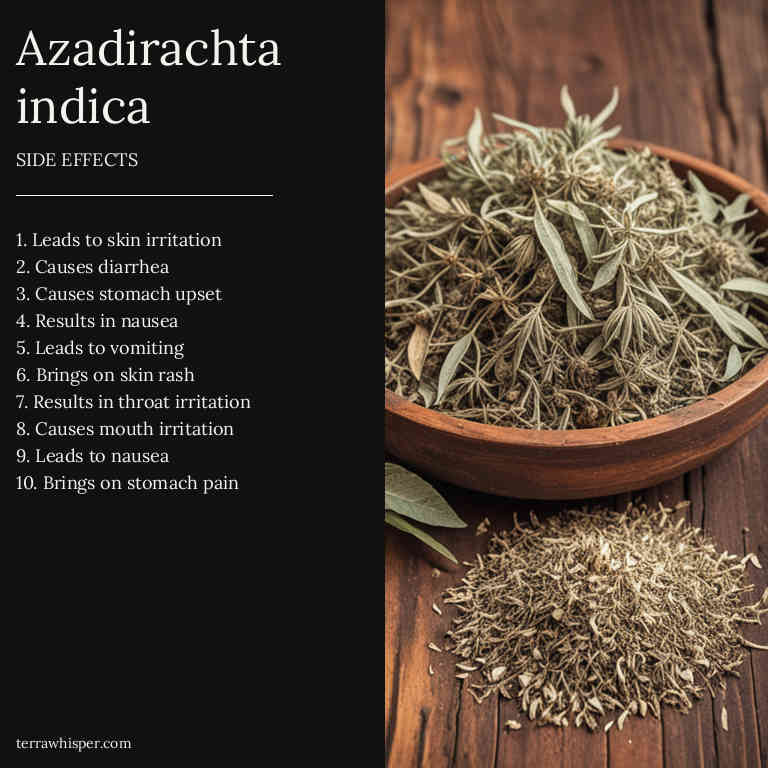 Azadirachta
indica
SIDE EFFECTS
1. Leads to skin irritation
2. Causes diarrhea
3. Causes stomach upset
4. Results in nausea
5. Leads to vomiting
6. Brings on skin rash
7. Results in throat irritation
8. Causes mouth irritation
9. Leads to nausea
10. Brings on stomach pain
terrawhisper.com